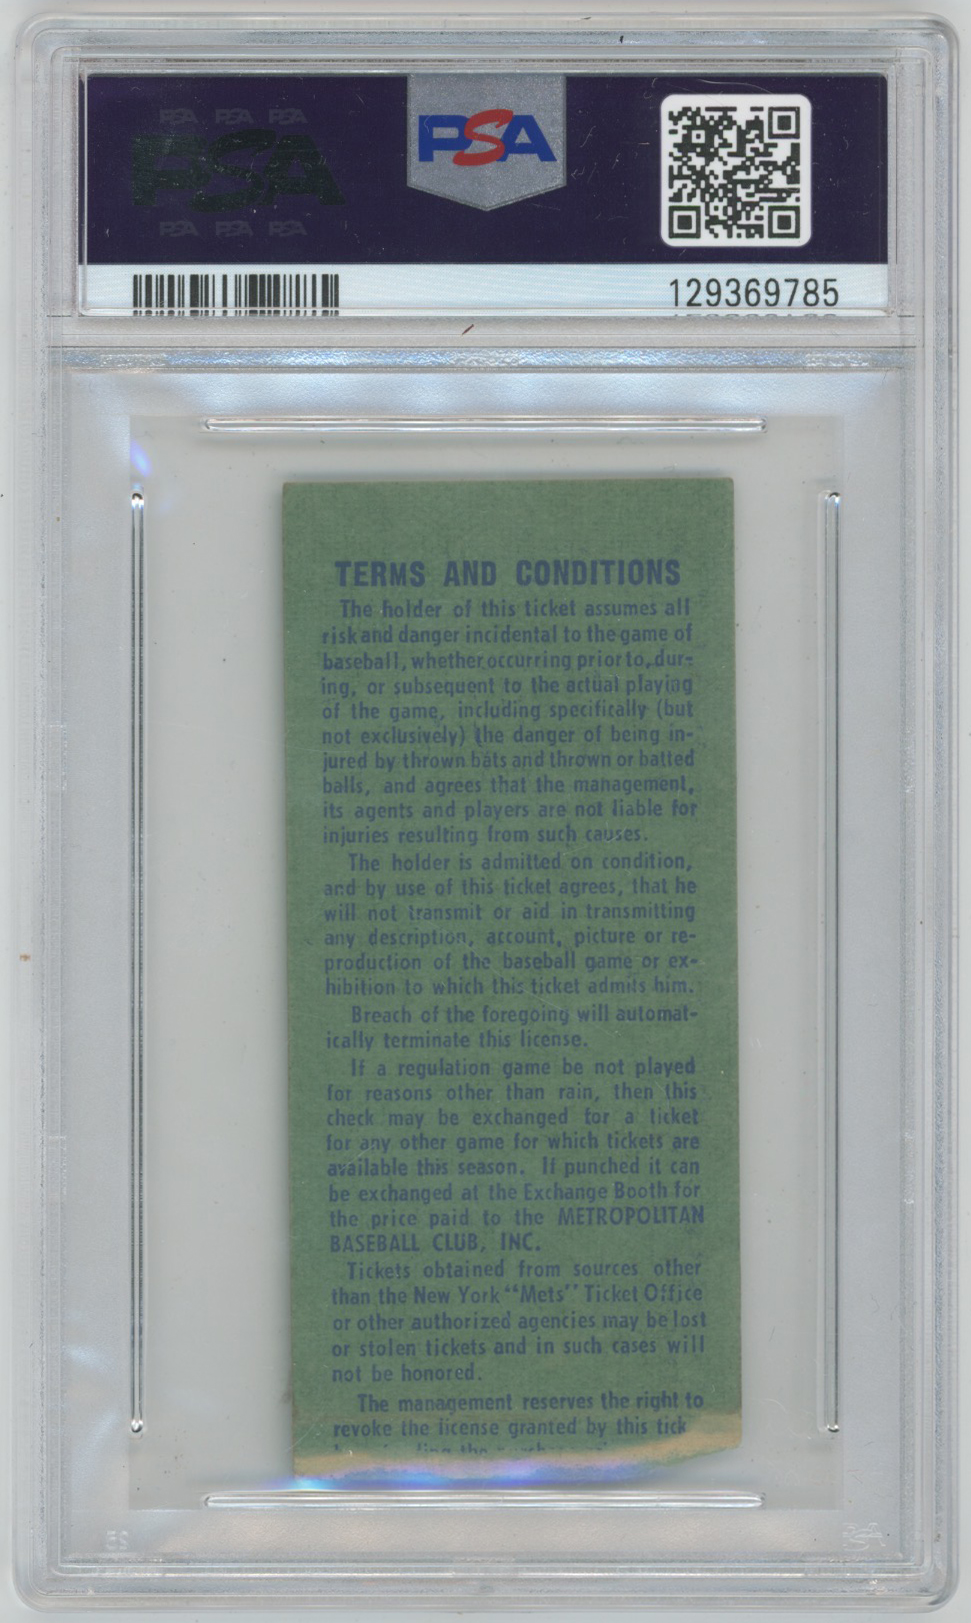 PSA PSA PSA
PSA
PSA PSA PSA
PSA
129369785
TERMS AND CONDITIONS
The holder of this ticket assumes all
risk and danger incidental to the game of
baseball, whether occurring prior to, dur-
ing, or subsequent to the actual playing
of the game, including specifically (but
not exclusively) the danger of being in-
jured by thrown bats and thrown or batted
balls, and agrees that the management,
its agents and players are not liable for
injuries resulting from such causes.
The holder is admitted on condition,
and by use of this ticket agrees, that he
will not transmit or aid in transmitting
any description, account, picture or re-
production of the baseball game or ex-
hibition to which this ticket admits him.
Breach of the foregoing will automat-
ically terminate this license.
If a regulation game be not played
for reasons other than rain, then this
check may be exchanged for a ticket
for any other game for which tickets are
available this season. If punched it can
be exchanged at the Exchange Booth for
the price paid to the METROPOLITAN
BASEBALL CLUB, INC.
Tickets obtained from sources other
than the New York "Mets" Ticket Office
or other authorized agencies may be lost
or stolen tickets and in such cases will
not be honored.
The management reserves the right to
revoke the license granted by this tick
the
PSA